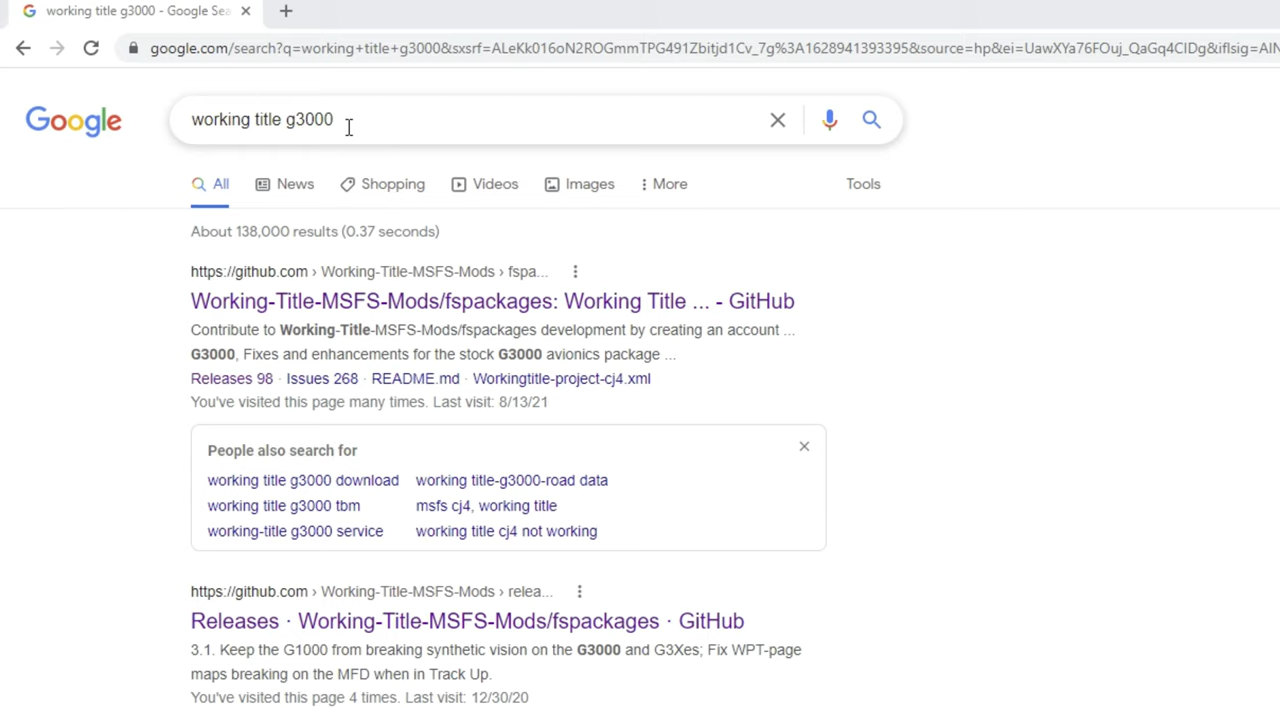 working title g3000 - Google Sea
google.com/search?q=working+title+g3000&sxsrf=ALeKk016oN2ROGmmTPG491Zbitjd1Cv_7g%3A1628941393395&source=hp&ei=UawXYa76FOuj_QaGq4CIDg&iflsig=AIN
Google
working title g3000
All News Shopping Videos Images More Tools
About 138,000 results (0.37 seconds)
https://github.com › Working-Title-MSFS-Mods › fspa...
Working-Title-MSFS-Mods/fspackages: Working Title ... - GitHub
Contribute to Working-Title-MSFS-Mods/fspackages development by creating an account ...
G3000, Fixes and enhancements for the stock G3000 avionics package ...
Releases 98 · Issues 268 · README.md · Workingtitle-project-cj4.xml
You've visited this page many times. Last visit: 8/13/21
People also search for
working title g3000 download working title-g3000-road data
working title g3000 tbm msfs cj4, working title
working-title g3000 service working title cj4 not working
https://github.com › Working-Title-MSFS-Mods › relea...
Releases · Working-Title-MSFS-Mods/fspackages · GitHub
3.1. Keep the G1000 from breaking synthetic vision on the G3000 and G3Xes; Fix WPT-page
maps breaking on the MFD when in Track Up.
You've visited this page 4 times. Last visit: 12/30/20